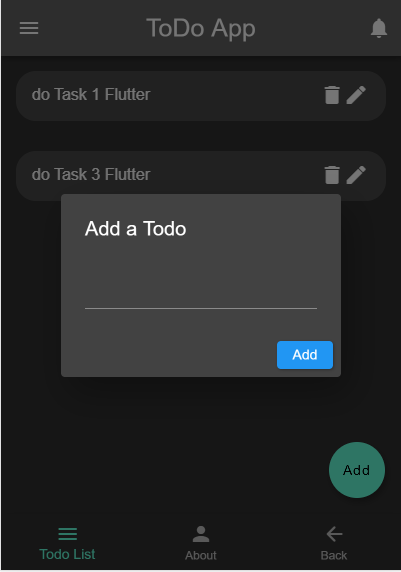 ToDo App
do Task 1 Flutter
do Task 3 Flutter
Add a Todo
Add
Add
Todo List
About
Back